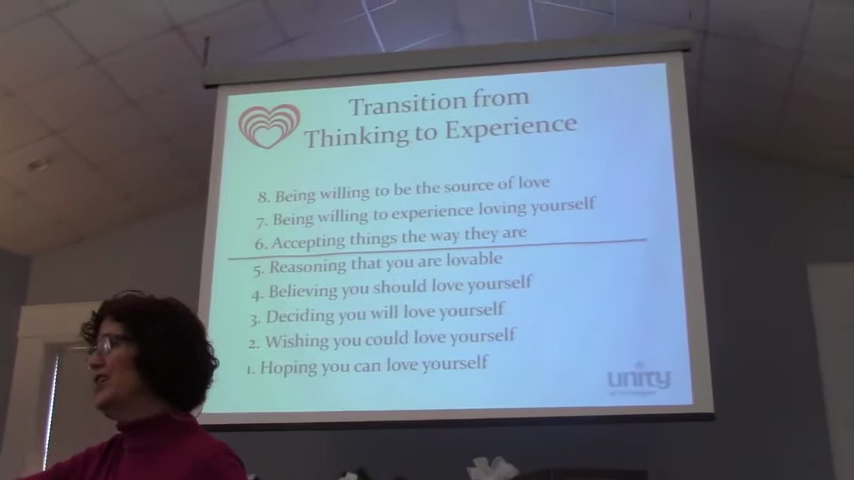 Transition from
Thinking to Experience
8. Being willing to be the source of love
7. Being willing to experience loving yourself
6. Accepting things the way they are
5. Reasoning that you are lovable
4. Believing you should love yourself
3. Deciding you will love yourself
2. Wishing you could love yourself
1. Hoping you can love yourself
unity